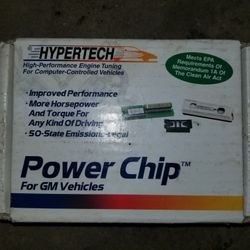 HYPERTECH
High-Performance Engine Tuning
For Computer-Controlled Vehicles
Meets EPA
Requirements Of
Memorandum 1A Of
The Clean Air Act
• Improved Performance
• More Horsepower
And Torque For
Any Kind Of Driving
• 50-State Emissions-Legal
Power Chip™
For GM Vehicles